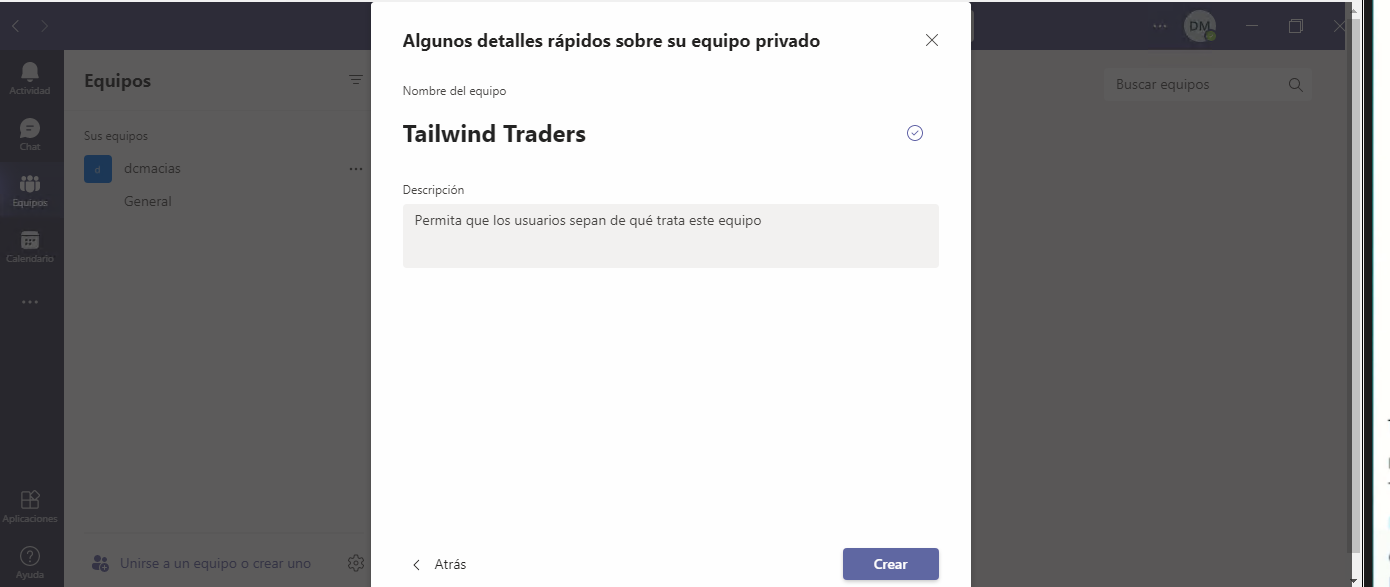 DM
Actividad
Chat
Equipos
Calendario
Aplicaciones
Ayuda
Equipos
Sus equipos
d
dcmacias
General
Unirse a un equipo o crear uno
Algunos detalles rápidos sobre su equipo privado
Nombre del equipo
Tailwind Traders
Descripción
Permita que los usuarios sepan de qué trata este equipo
Atrás
Crear
Buscar equipos